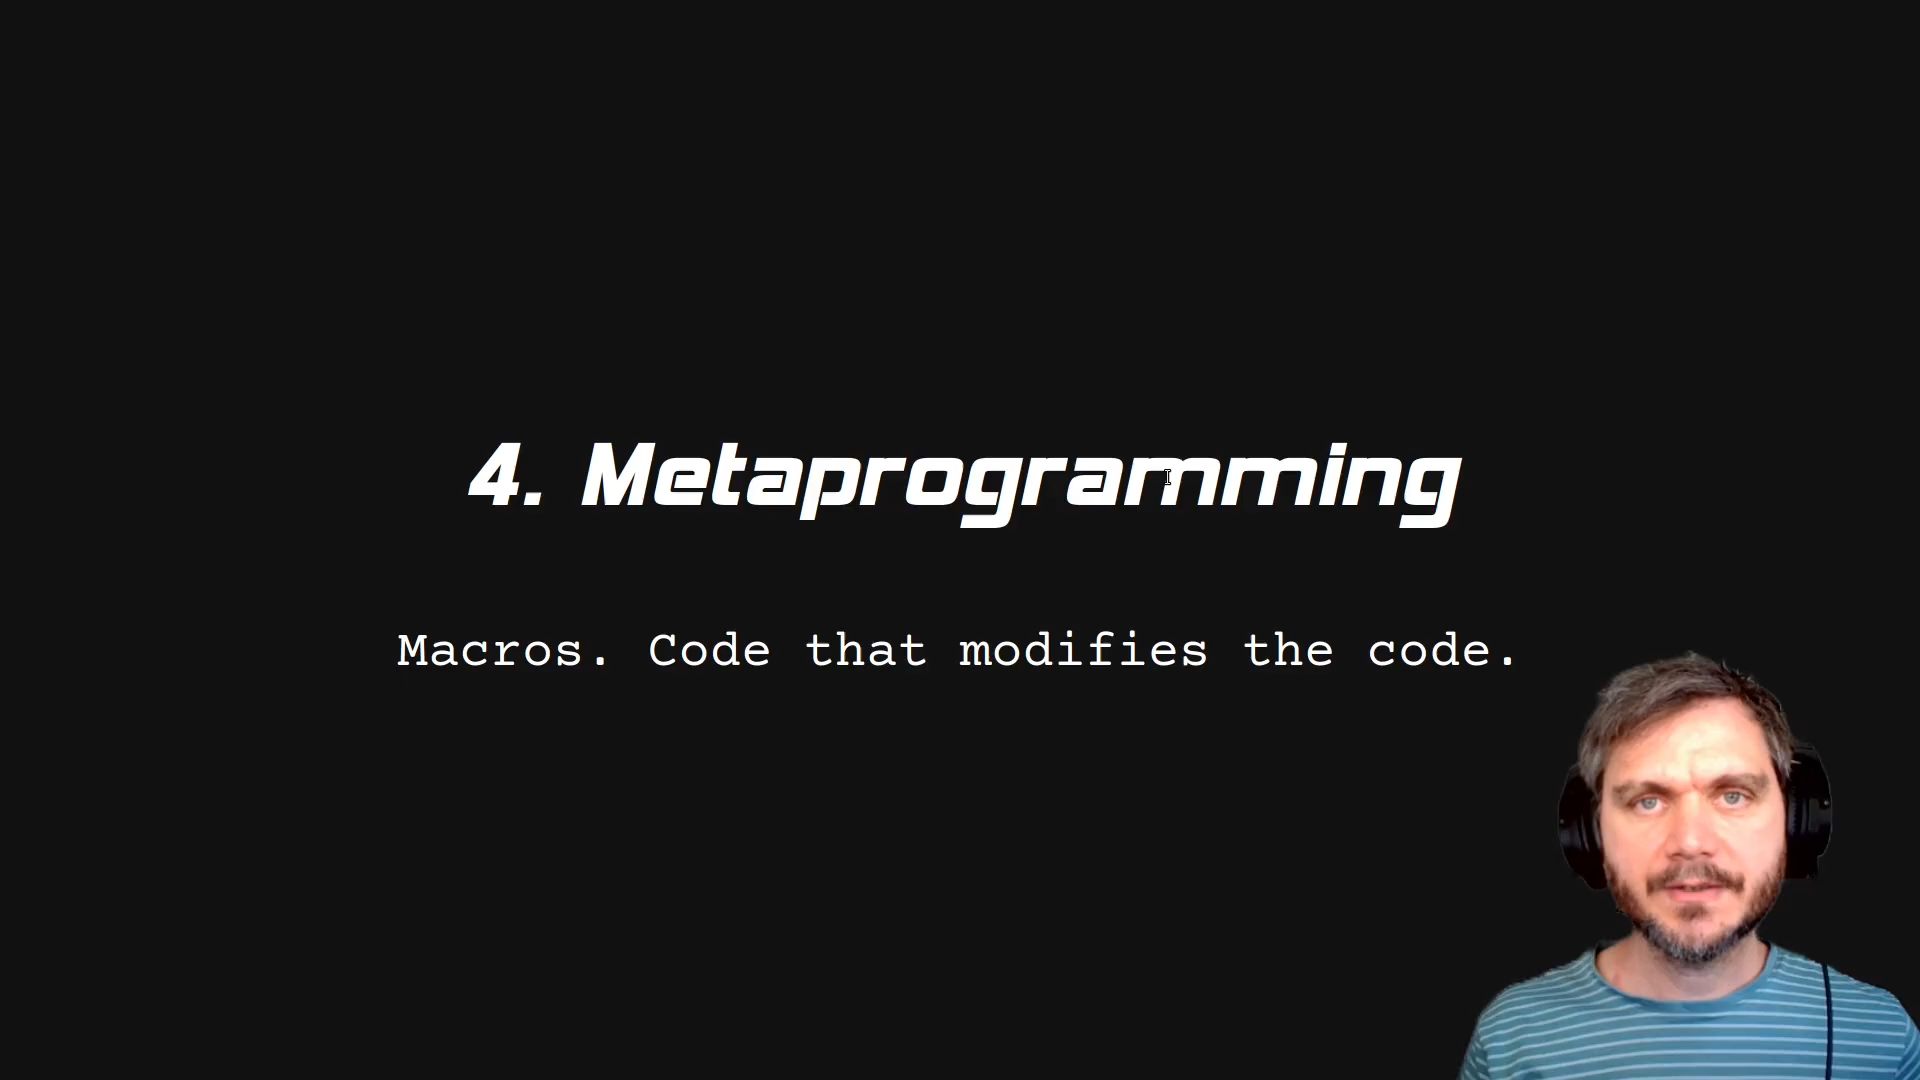 4. Metaprogramming
Macros. Code that modifies the code.